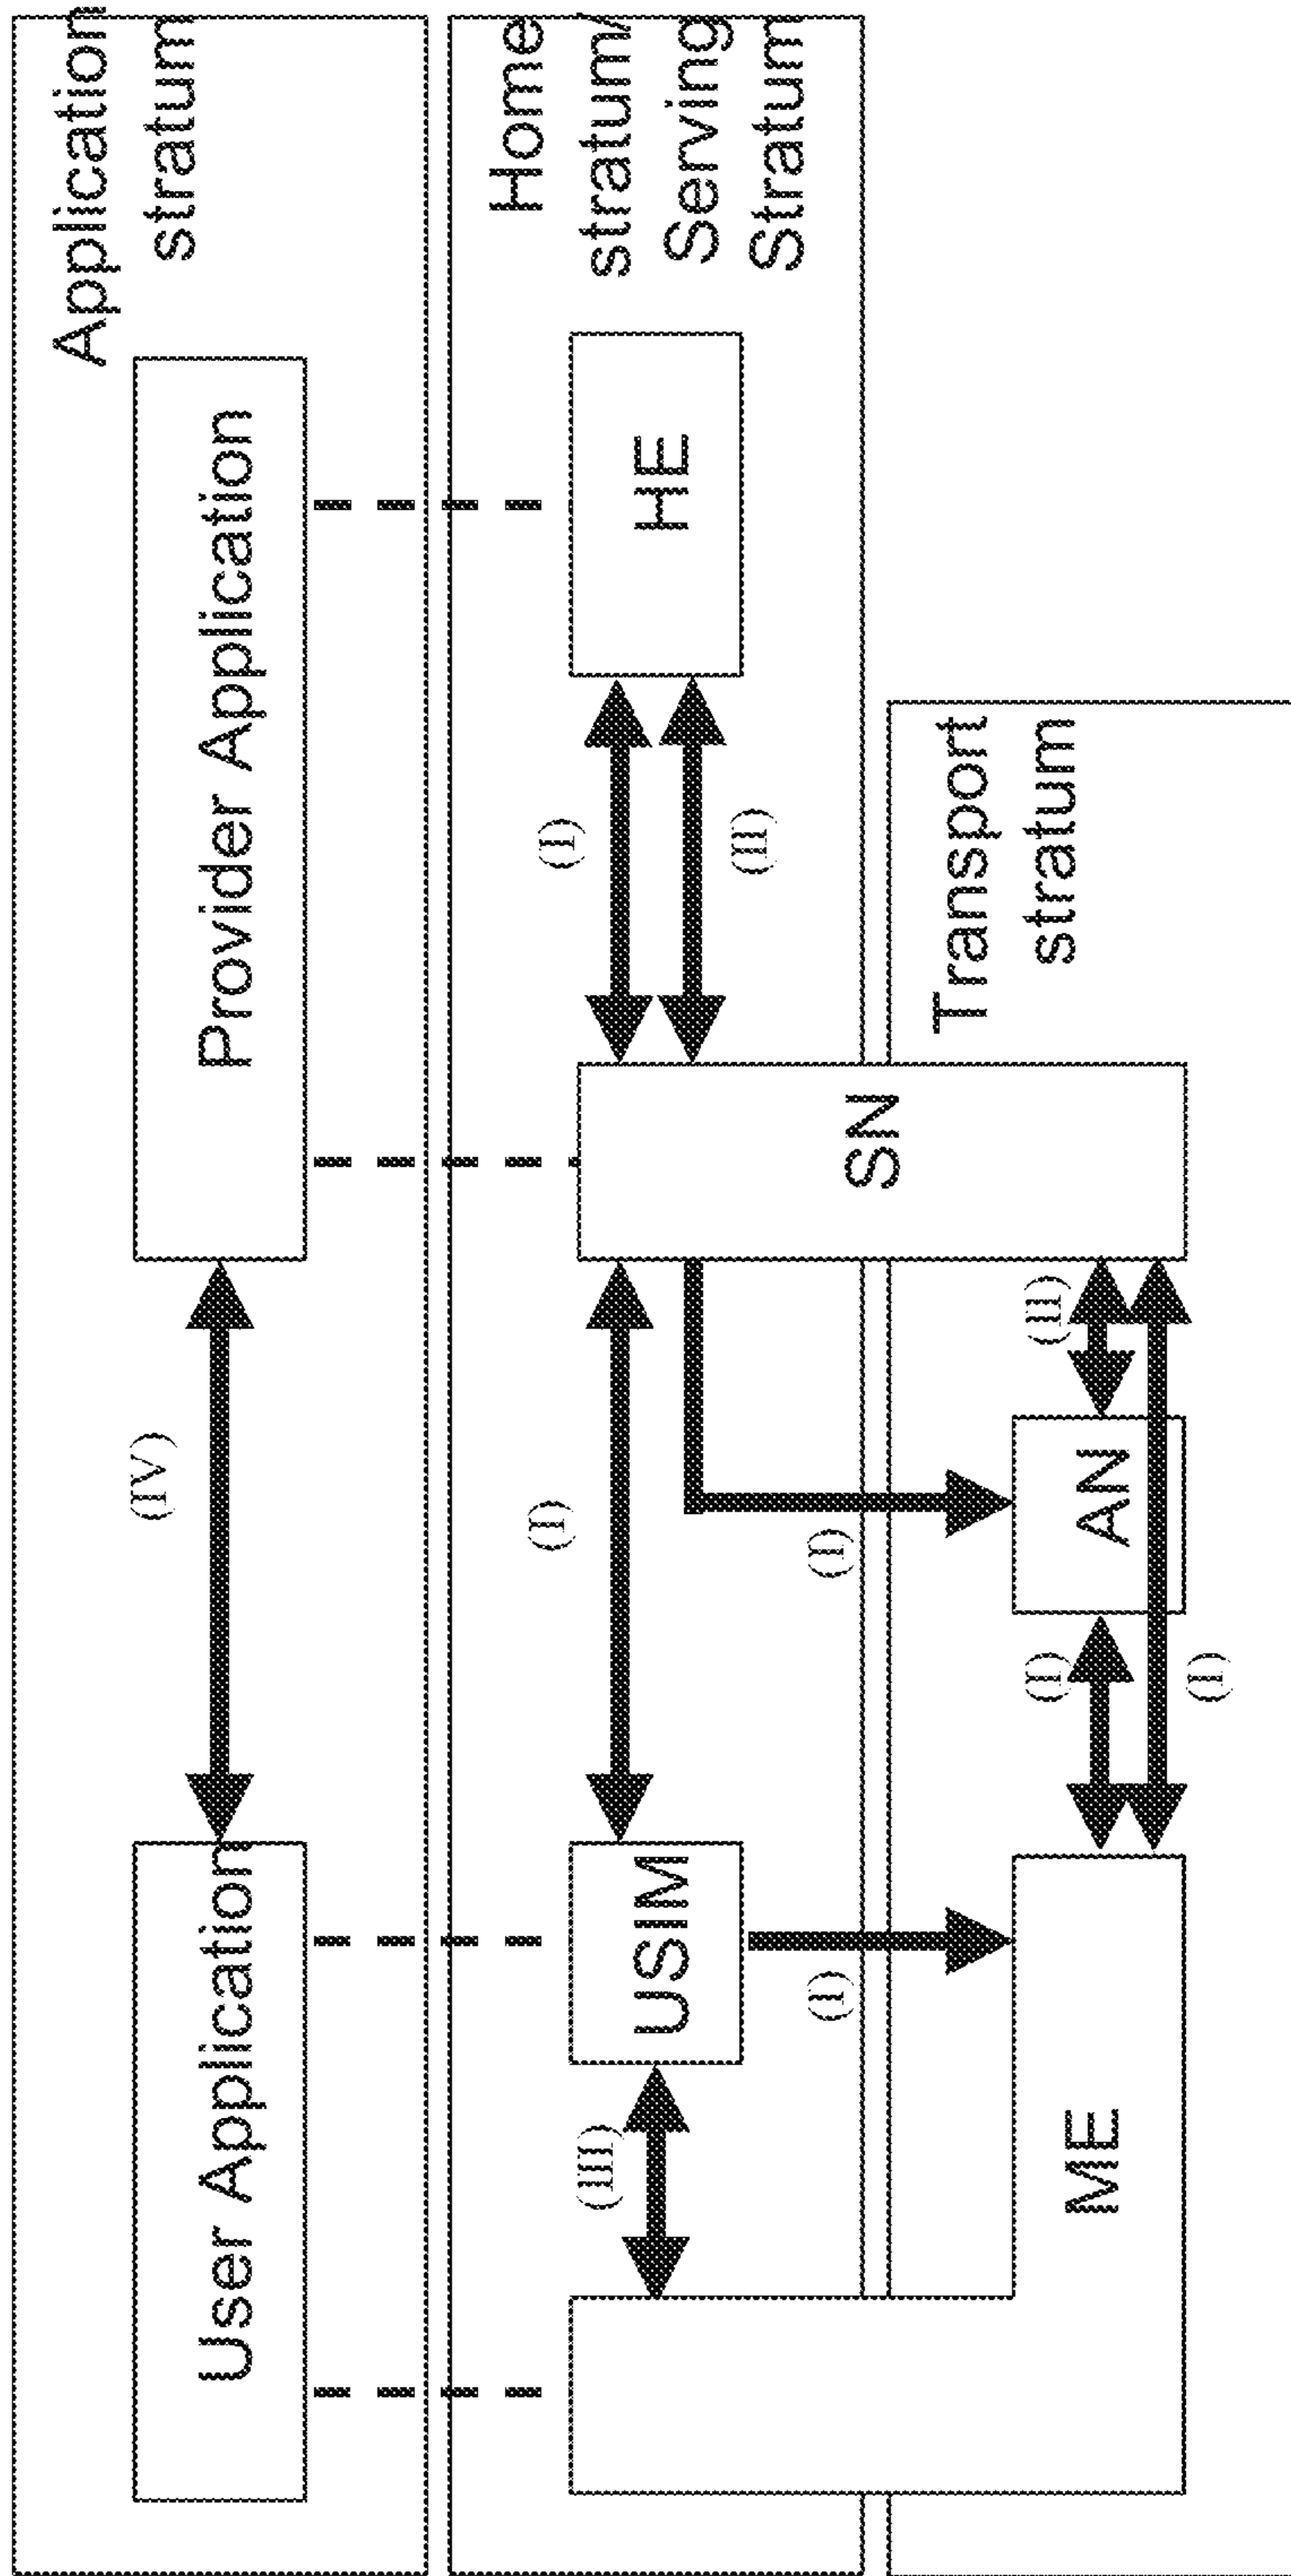 Application
stratum
(IV)
User Application
Provider Application
Home
stratum/
Serving
Stratum
(I)
(I)
(III)
USIM
HE
(II)
(I)
(I)
SN
Transport
stratum
(I)
(II)
ME
AN
(I)